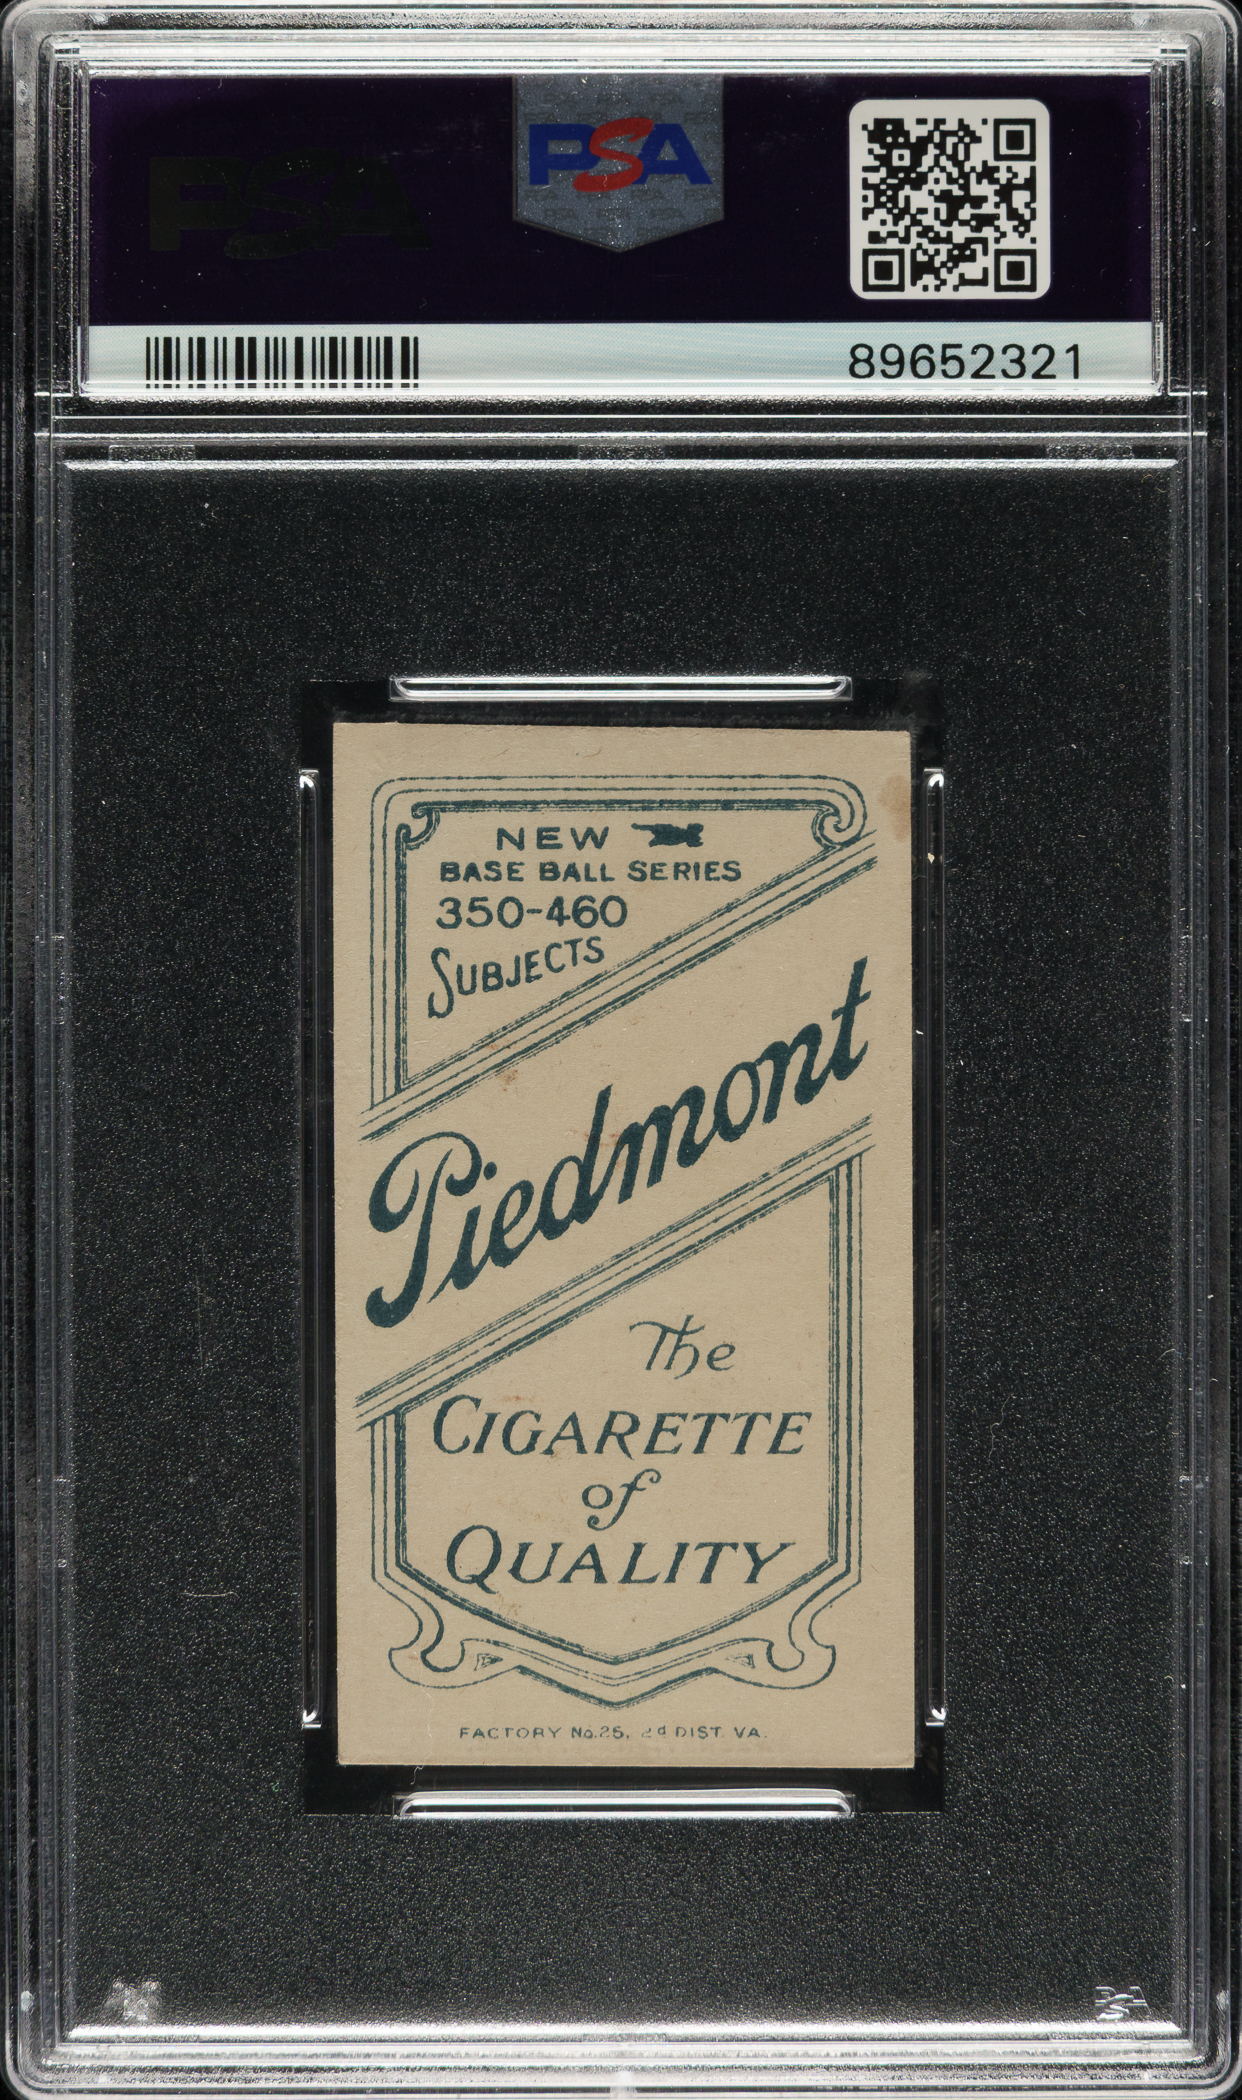 PSA
PSA
89652321
NEW
BASE BALL SERIES
350-460
SUBJECTS
Piedmont
The
CIGARETTE
of
QUALITY
FACTORY No.25, 2d DIST. VA.